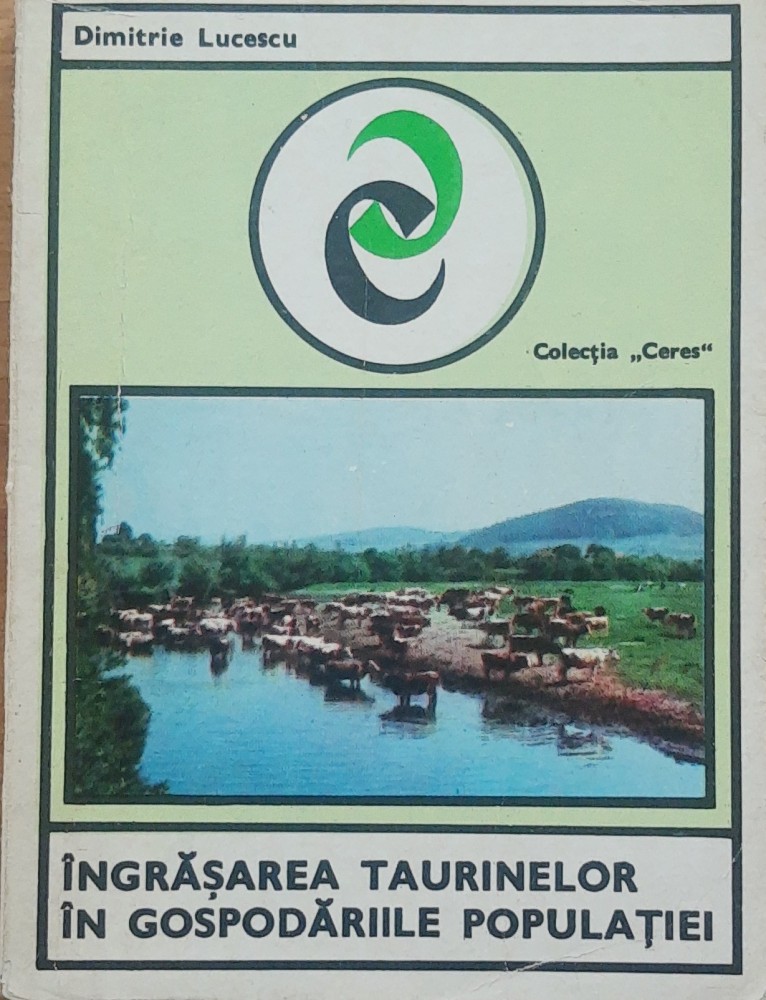 Dimitrie Lucescu
Colecția „Ceres“
ÎNGRĂȘAREA TAURINELOR
ÎN GOSPODĂRIILE POPULAȚIEI